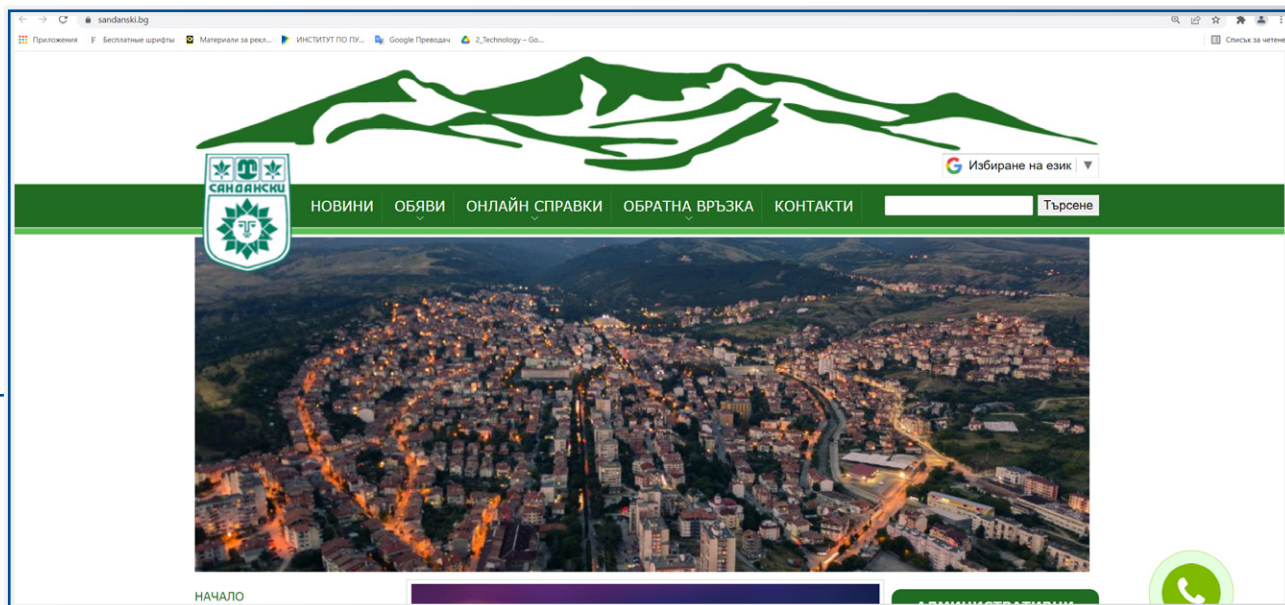 sandanski.bg
Приложения Бесплатные шрифты Материали за рекл... ИНСТИТУТ ПО ПУ... Google Преводач 2_Technology – Go... Списък за четене
Избиране на език ▼
САНДАНСКИ
НОВИНИ ОБЯВИ ОНЛАЙН СПРАВКИ ОБРАТНА ВРЪЗКА КОНТАКТИ Търсене
НАЧАЛО
АДМИНИСТРАТИВНИ